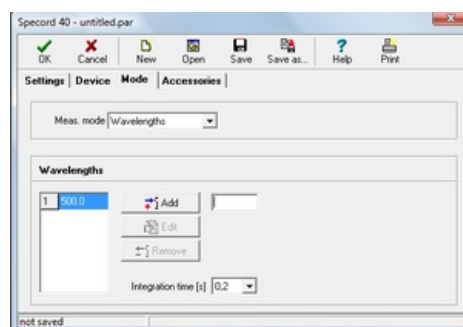 Specord 40 - untitled.par
OK Cancel New Open Save Save as... Help Print
Settings Device Mode Accessories
Meas. mode Wavelengths
Wavelengths
1 500.0
Add
Edit
Remove
Integration time [s] 0,2
not saved